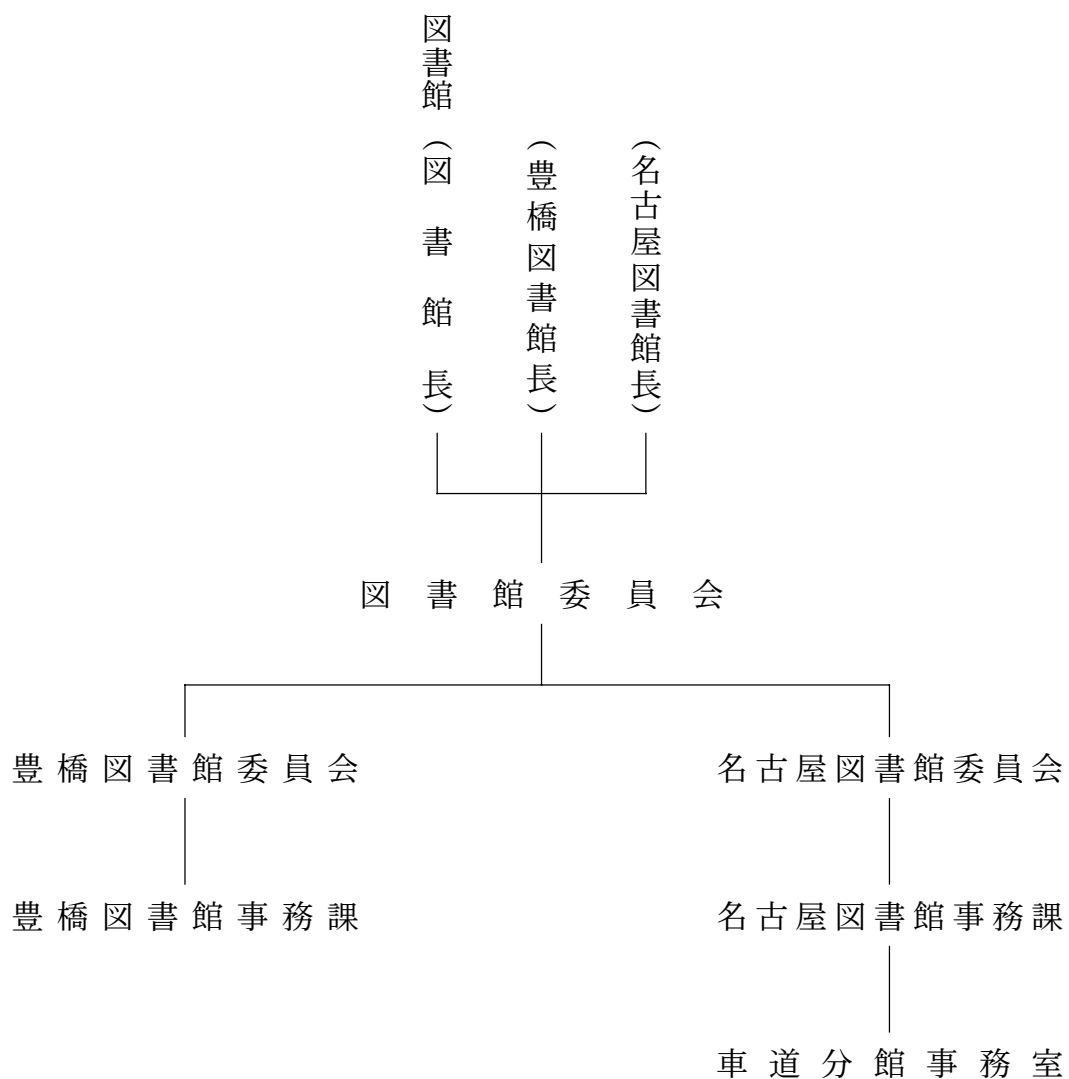 図書館（図書館長）
（豊橋図書館長）
（名古屋図書館長）
図書館委員会
豊橋図書館委員会
名古屋図書館委員会
豊橋図書館事務課
名古屋図書館事務課
車道分館事務室